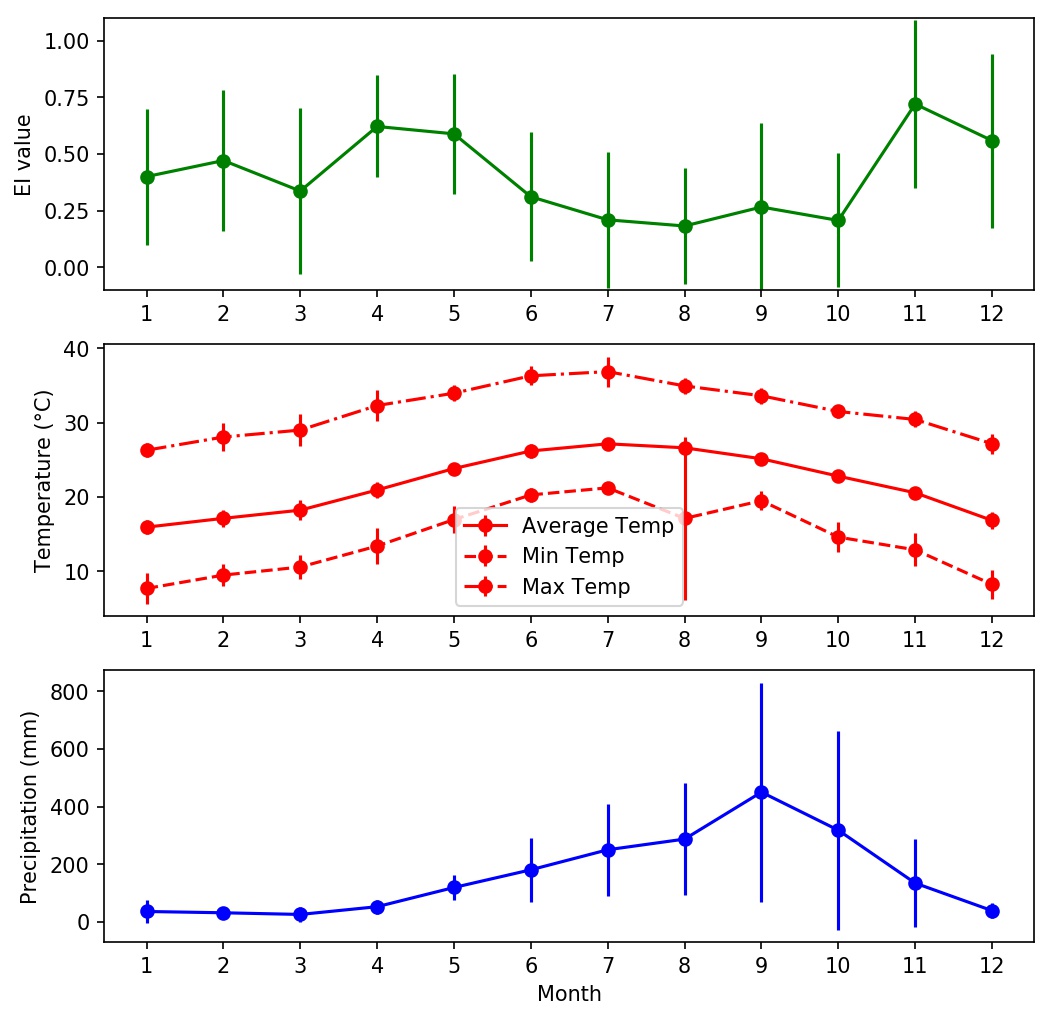 EI value
1.00
0.75
0.50
0.25
0.00
1 2 3 4 5 6 7 8 9 10 11 12
Temperature (°C)
40
30
20
10
Average Temp
Min Temp
Max Temp
1 2 3 4 5 6 7 8 9 10 11 12
Precipitation (mm)
800
600
400
200
0
1 2 3 4 5 6 7 8 9 10 11 12
Month